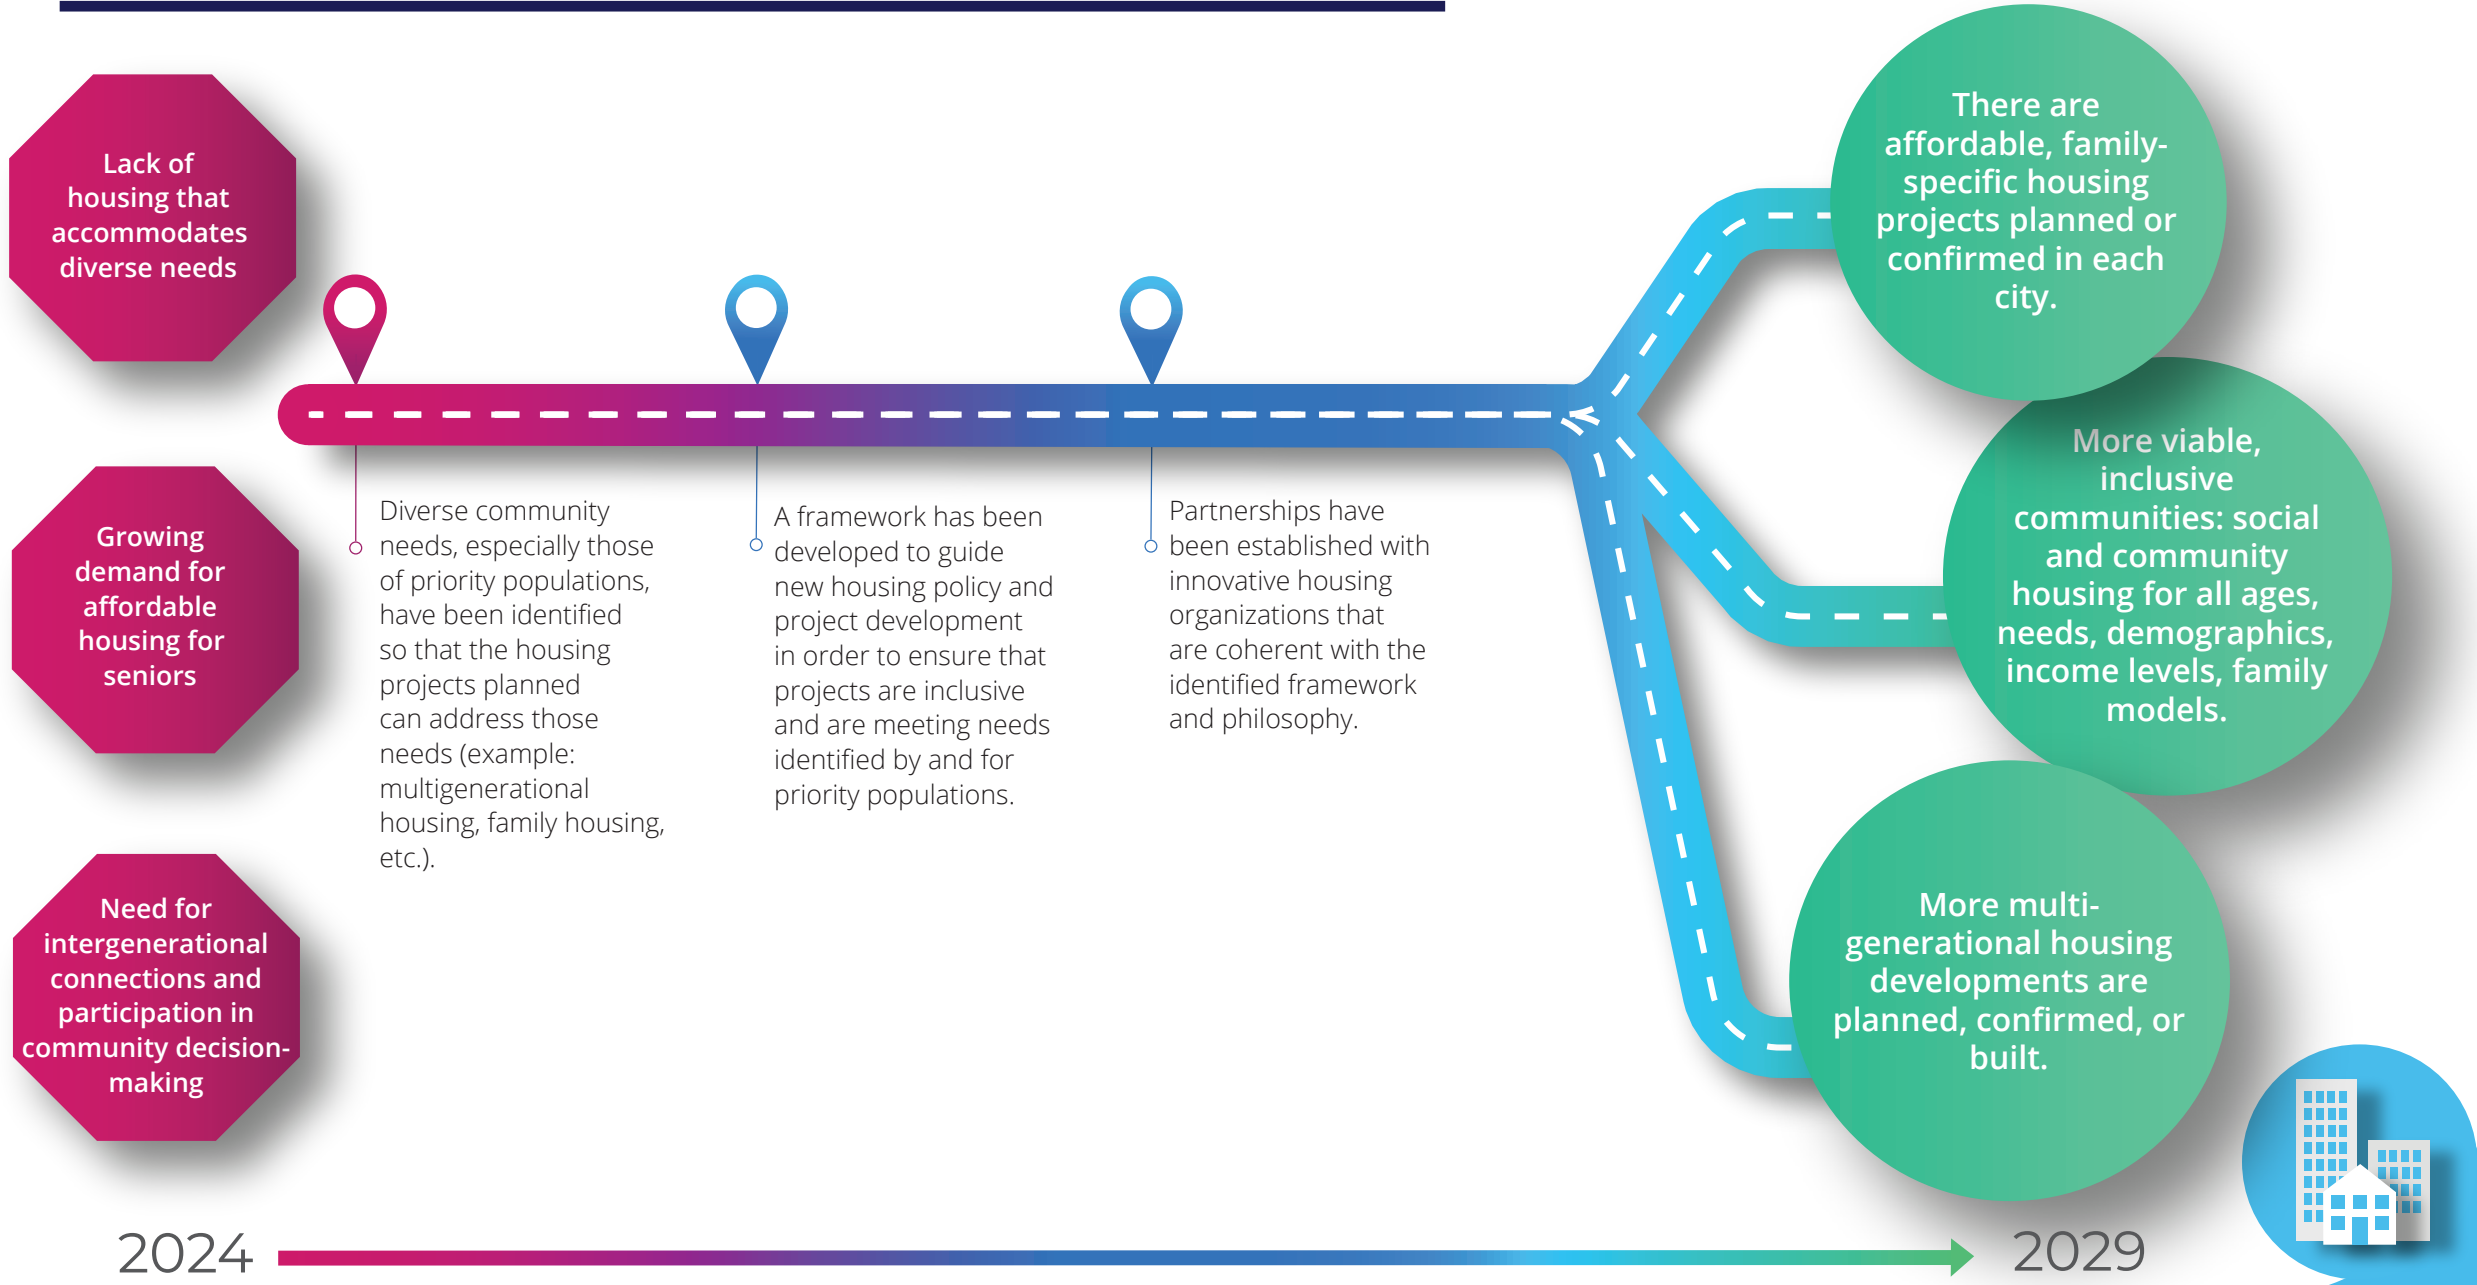 Lack of
housing that
accommodates
diverse needs
Growing
demand for
affordable
housing for
seniors
Need for
intergenerational
connections and
participation in
community decision-
making
Diverse community
needs, especially those
of priority populations,
have been identified
so that the housing
projects planned
can address those
needs (example:
multigenerational
housing, family housing,
etc.).
A framework has been
developed to guide
new housing policy and
project development
in order to ensure that
projects are inclusive
and are meeting needs
identified by and for
priority populations.
Partnerships have
been established with
innovative housing
organizations that
are coherent with the
identified framework
and philosophy.
There are
affordable, family-
specific housing
projects planned or
confirmed in each
city.
More viable,
inclusive
communities: social
and community
housing for all ages,
needs, demographics,
income levels, family
models.
More multi-
generational housing
developments are
planned, confirmed, or
built.
2024
2029